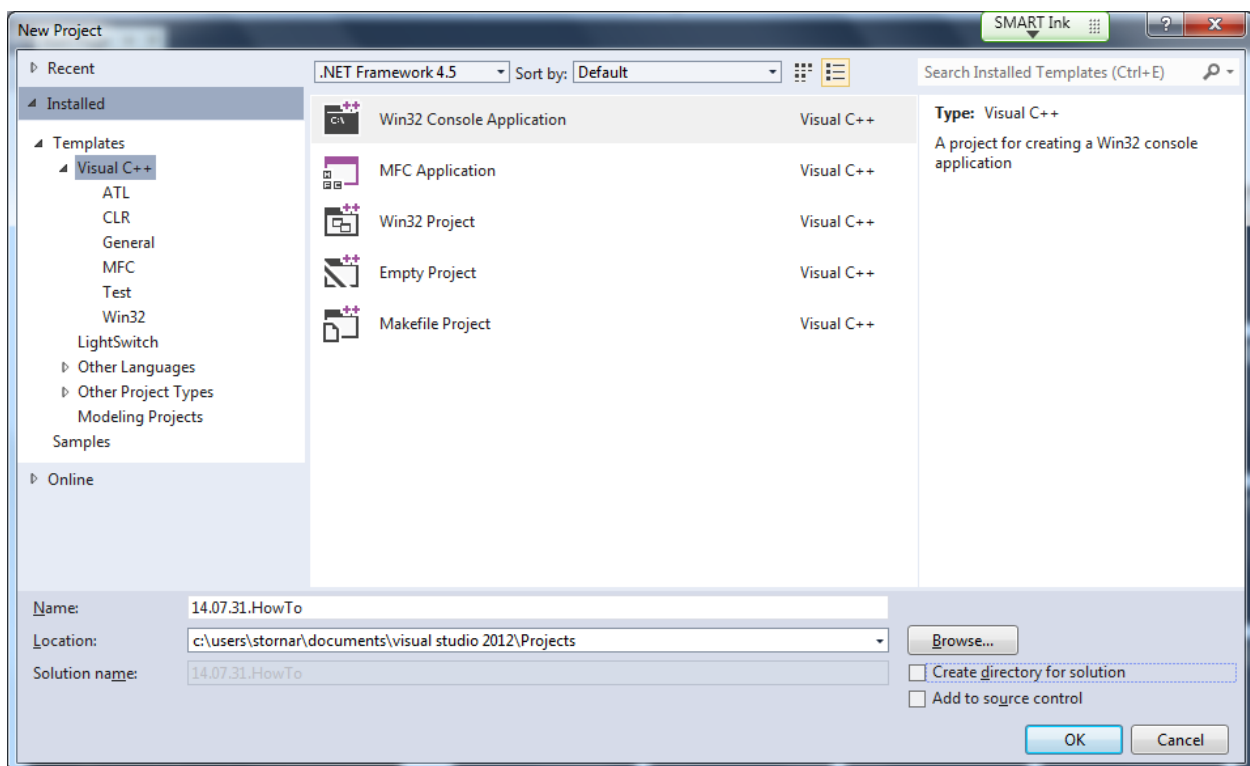 New Project
SMART Ink
?
Recent
Installed
Templates
Visual C++
ATL
CLR
General
MFC
Test
Win32
LightSwitch
Other Languages
Other Project Types
Modeling Projects
Samples
Online
.NET Framework 4.5 Sort by: Default
Win32 Console Application Visual C++
MFC Application Visual C++
Win32 Project Visual C++
Empty Project Visual C++
Makefile Project Visual C++
Search Installed Templates (Ctrl+E)
Type: Visual C++
A project for creating a Win32 console
application
Name: 14.07.31.HowTo
Location: c:\users\stornar\documents\visual studio 2012\Projects Browse...
Solution name: 14.07.31.HowTo Create directory for solution
Add to source control
OK Cancel